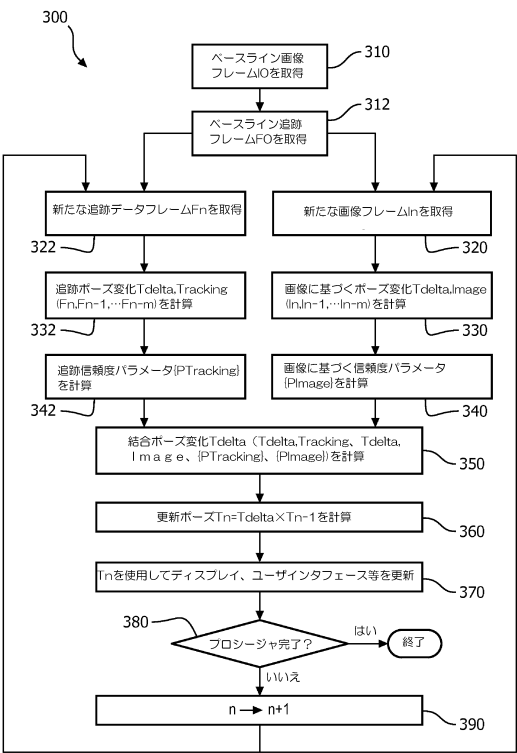 300
ベースライン画像
フレームI0を取得
310
ベースライン追跡
フレームF0を取得
312
新たな追跡データフレームFnを取得
322
新たな画像フレームInを取得
320
追跡ポーズ変化Tdelta,Tracking
(Fn,Fn-1,…Fn-m)を計算
332
画像に基づくポーズ変化Tdelta,Image
(In,In-1,…In-m)を計算
330
追跡信頼度パラメータ{PTracking}
を計算
342
画像に基づく信頼度パラメータ
{PImage}を計算
340
結合ポーズ変化Tdelta（Tdelta,Tracking、Tdelta,
Ｉｍａｇｅ、{PTracking}、{PImage})を計算
350
更新ポーズTn=Tdelta×Tn-1を計算
360
Tnを使用してディスプレイ、ユーザインタフェース等を更新
370
380
プロシージャ完了？
はい
終了
いいえ
n → n+1
390